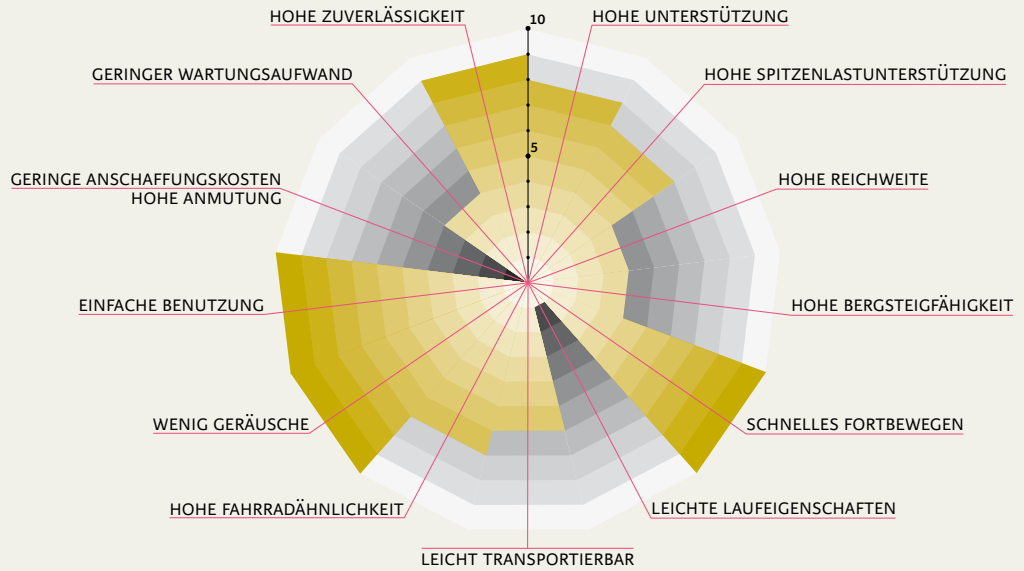 HOHE ZUVERLÄSSIGKEIT
10
HOHE UNTERSTÜTZUNG
GERINGER WARTUNGSAUFWAND
HOHE SPITZENLASTUNTERSTÜTZUNG
5
GERINGE ANSCHAFFUNGSKOSTEN
HOHE ANMUTUNG
HOHE REICHWEITE
EINFACHE BENUTZUNG
HOHE BERGSTEIGFÄHIGKEIT
WENIG GERÄUSCHE
SCHNELLES FORTBEWEGEN
HOHE FAHRRADÄHNLICHKEIT
LEICHTE LAUFEIGENSCHAFTEN
LEICHT TRANSPORTIERBAR